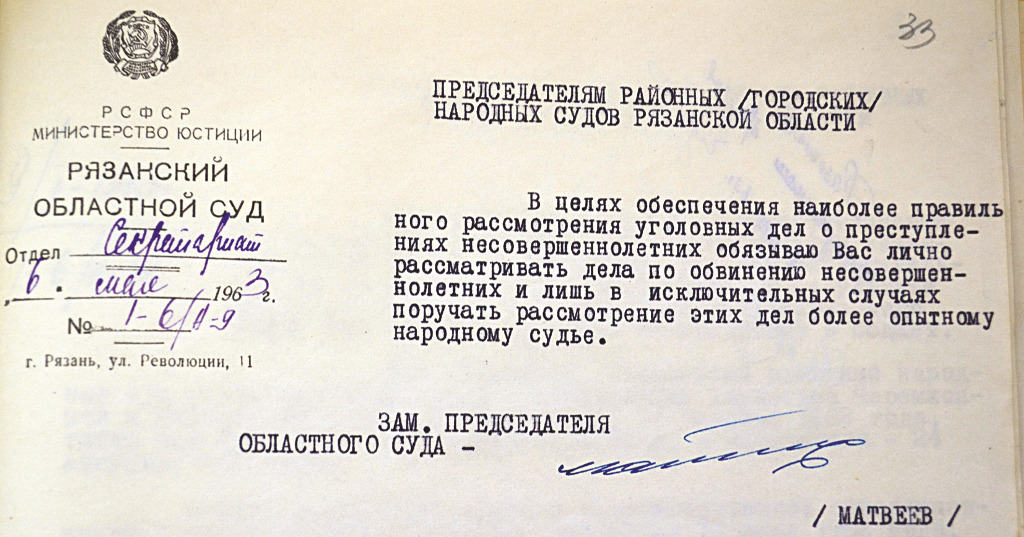 33
РСФСР
МИНИСТЕРСТВО ЮСТИЦИИ
РЯЗАНСКИЙ
ОБЛАСТНОЙ СУД
Отдел Секретариат
„6. мая 1963 г.
№ 1-6/П-9
г. Рязань, ул. Революции, 11
ПРЕДСЕДАТЕЛЯМ РАЙОННЫХ /ГОРОДСКИХ/
НАРОДНЫХ СУДОВ РЯЗАНСКОЙ ОБЛАСТИ
В целях обеспечения наиболее правиль
ного рассмотрения уголовных дел о преступле-
ниях несовершеннолетних обязываю Вас лично
рассматривать дела по обвинению несовершен-
нолетних и лишь в исключительных случаях
поручать рассмотрение этих дел более опытному
народному судье.
ЗАМ. ПРЕДСЕДАТЕЛЯ
ОБЛАСТНОГО СУДА -
/ МАТВЕЕВ /